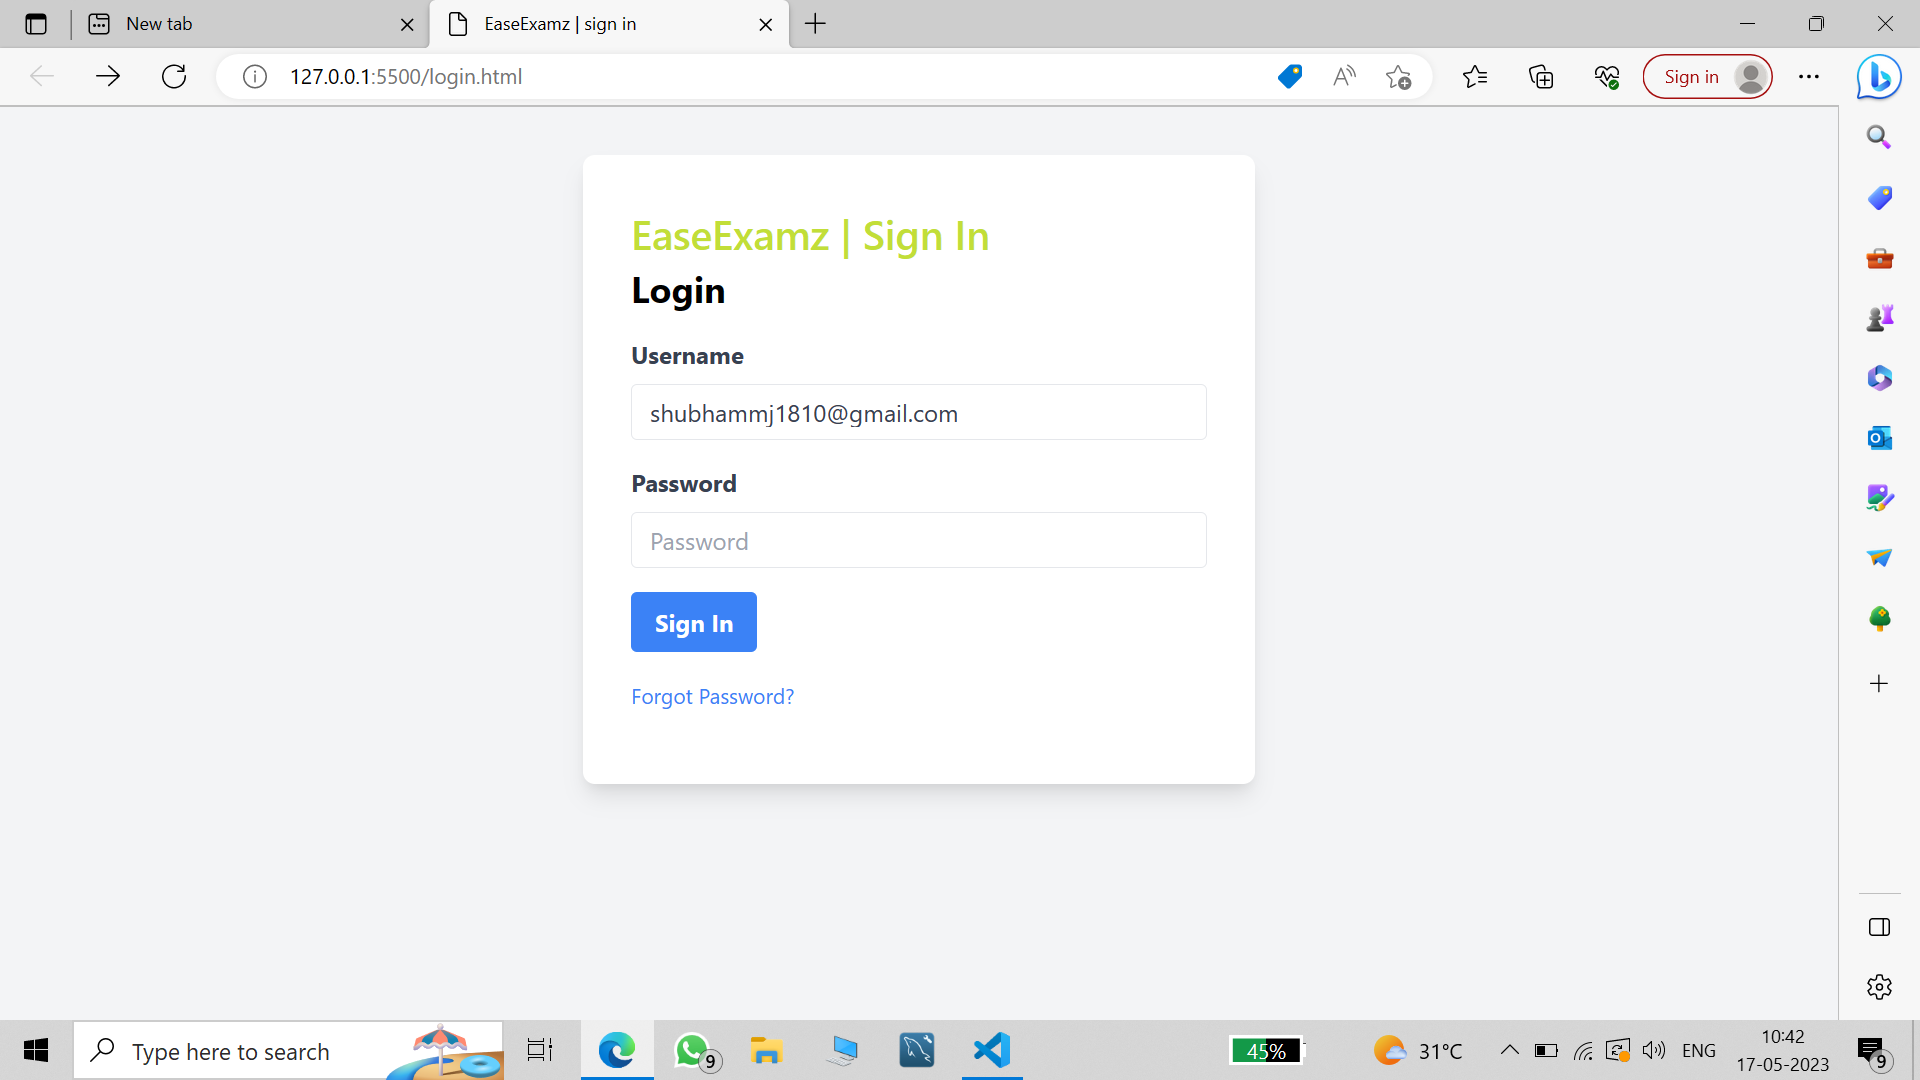 New tab
EaseExamz | sign in
127.0.0.1:5500/login.html
Sign in
EaseExamz | Sign In
Login
Username
shubhammj1810@gmail.com
Password
Password
Sign In
Forgot Password?
Type here to search
9
45%
31°C
ENG
10:42
17-05-2023
9